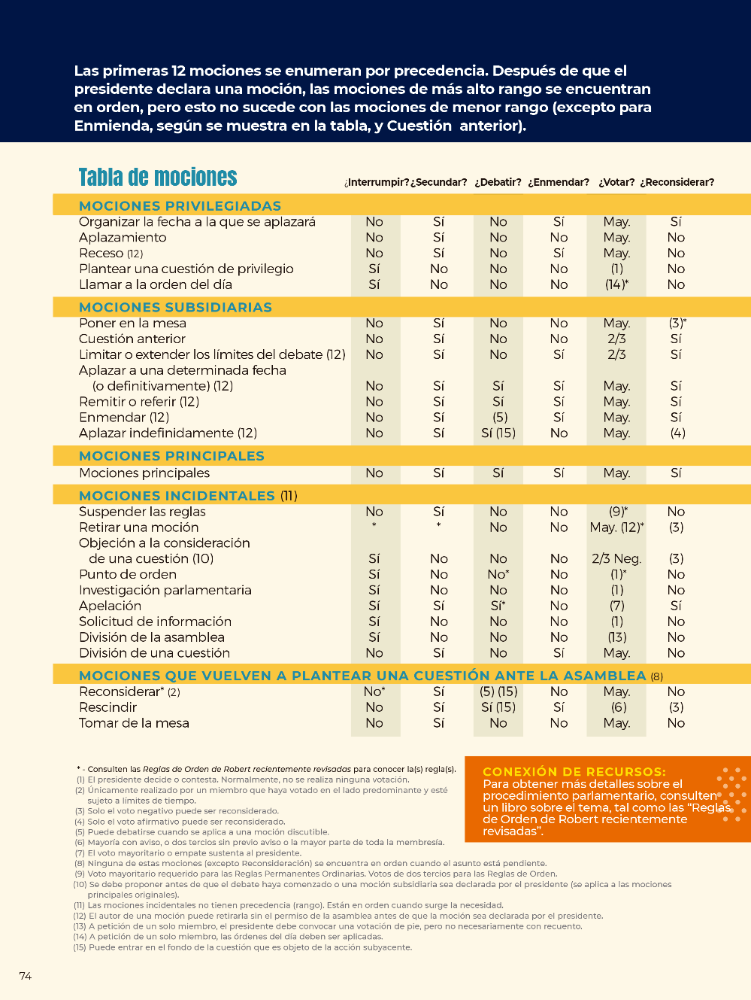 Las primeras 12 mociones se enumeran por precedencia. Después de que el
presidente declara una moción, las mociones de más alto rango se encuentran
en orden, pero esto no sucede con las mociones de menor rango (excepto para
Enmienda, según se muestra en la tabla, y Cuestión anterior).
Tabla de mociones ¿Interrumpir? ¿Secundar? ¿Debatir? ¿Enmendar? ¿Votar? ¿Reconsiderar?
MOCIONES PRIVILEGIADAS
Organizar la fecha a la que se aplazará No Sí No Sí May. Sí
Aplazamiento No Sí No No May. No
Receso (12) No Sí No Sí May. No
Plantear una cuestión de privilegio Sí No No No (1) No
Llamar a la orden del día Sí No No No (14)* No
MOCIONES SUBSIDIARIAS
Poner en la mesa No Sí No No May. (3)*
Cuestión anterior No Sí No No 2/3 Sí
Limitar o extender los límites del debate (12) No Sí No Sí 2/3 Sí
Aplazar a una determinada fecha
(o definitivamente) (12) No Sí Sí Sí May. Sí
Remitir o referir (12) No Sí Sí Sí May. Sí
Enmendar (12) No Sí (5) Sí May. Sí
Aplazar indefinidamente (12) No Sí Sí (15) No May. (4)
MOCIONES PRINCIPALES
Mociones principales No Sí Sí Sí May. Sí
MOCIONES INCIDENTALES (11)
Suspender las reglas No Sí No No (9)* No
Retirar una moción * * No No May. (12)* (3)
Objeción a la consideración
de una cuestión (10) Sí No No No 2/3 Neg. (3)
Punto de orden Sí No No* No (1)* No
Investigación parlamentaria Sí No No No (1) No
Apelación Sí Sí Sí* No (7) Sí
Solicitud de información Sí No No No (1) No
División de la asamblea Sí No No No (13) No
División de una cuestión No Sí No Sí May. No
MOCIONES QUE VUELVEN A PLANTEAR UNA CUESTIÓN ANTE LA ASAMBLEA (8)
Reconsiderar* (2) No* Sí (5) (15) No May. No
Rescindir No Sí Sí (15) Sí (6) (3)
Tomar de la mesa No Sí No No May. No
* - Consulten las Reglas de Orden de Robert recientemente revisadas para conocer la(s) regla(s).
(1) El presidente decide o contesta. Normalmente, no se realiza ninguna votación.
(2) Únicamente realizado por un miembro que haya votado en el lado predominante y esté
sujeto a límites de tiempo.
(3) Solo el voto negativo puede ser reconsiderado.
(4) Solo el voto afirmativo puede ser reconsiderado.
(5) Puede debatirse cuando se aplica a una moción discutible.
(6) Mayoría con aviso, o dos tercios sin previo aviso o la mayor parte de toda la membresía.
(7) El voto mayoritario o empate sustenta al presidente.
(8) Ninguna de estas mociones (excepto Reconsideración) se encuentra en orden cuando el asunto está pendiente.
(9) Voto mayoritario requerido para las Reglas Permanentes Ordinarias. Votos de dos tercios para las Reglas de Orden.
(10) Se debe proponer antes de que el debate haya comenzado o una moción subsidiaria sea declarada por el presidente (se aplica a las mociones
principales originales).
(11) Las mociones incidentales no tienen precedencia (rango). Están en orden cuando surge la necesidad.
(12) El autor de una moción puede retirarla sin el permiso de la asamblea antes de que la moción sea declarada por el presidente.
(13) A petición de un solo miembro, el presidente debe convocar una votación de pie, pero no necesariamente con recuento.
(14) A petición de un solo miembro, las órdenes del día deben ser aplicadas.
(15) Puede entrar en el fondo de la cuestión que es objeto de la acción subyacente.
CONEXIÓN DE RECURSOS:
Para obtener más detalles sobre el
procedimiento parlamentario, consulten
un libro sobre el tema, tal como las “Reglas
de Orden de Robert recientemente
revisadas”.
74